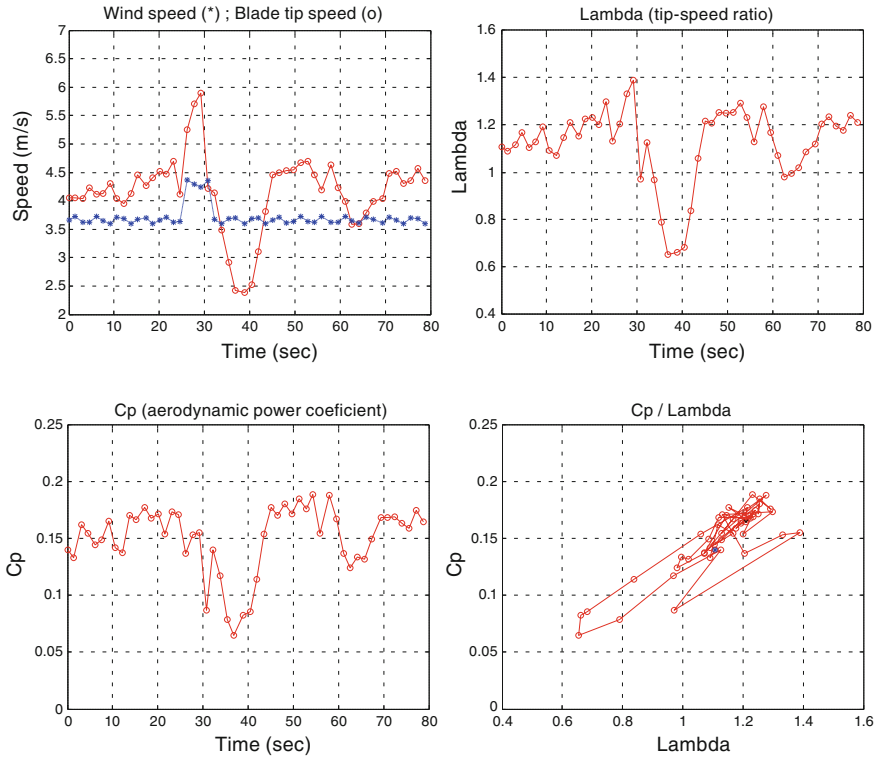 Wind speed (*) ; Blade tip speed (o)
Speed (m/s)
7
6.5
6
5.5
5
4.5
4
3.5
3
2.5
2
0 10 20 30 40 50 60 70 80
Time (sec)
Lambda (tip-speed ratio)
Lambda
1.6
1.4
1.2
1
0.8
0.6
0.4
0 10 20 30 40 50 60 70 80
Time (sec)
Cp (aerodynamic power coeficient)
Cp
0.25
0.2
0.15
0.1
0.05
0
0 10 20 30 40 50 60 70 80
Time (sec)
Cp / Lambda
Cp
0.25
0.2
0.15
0.1
0.05
0
0.4 0.6 0.8 1 1.2 1.4 1.6
Lambda